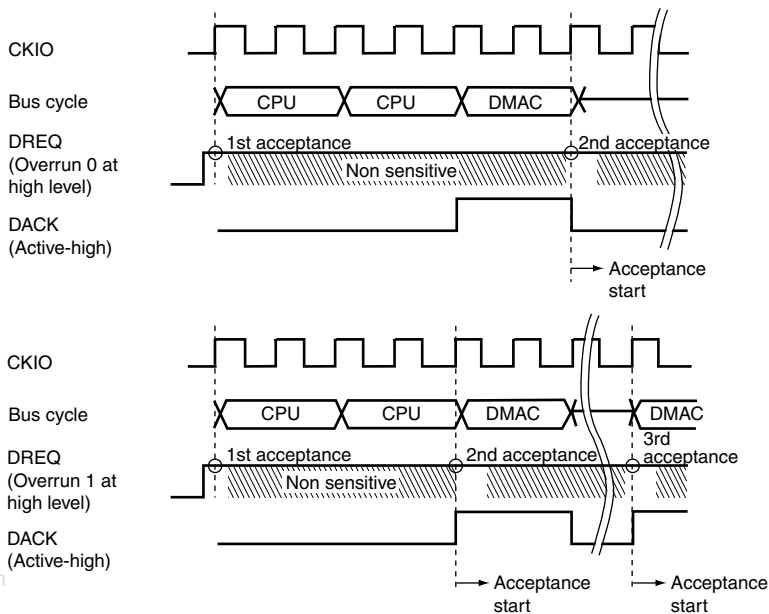 CKIO
Bus cycle
CPU
CPU
DMAC
DREQ
(Overrun 0 at
high level)
1st acceptance
2nd acceptance
Non sensitive
DACK
(Active-high)
Acceptance
start
CKIO
Bus cycle
CPU
CPU
DMAC
DMAC
DREQ
(Overrun 1 at
high level)
1st acceptance
2nd acceptance
3rd
acceptance
Non sensitive
DACK
(Active-high)
Acceptance
start
Acceptance
start